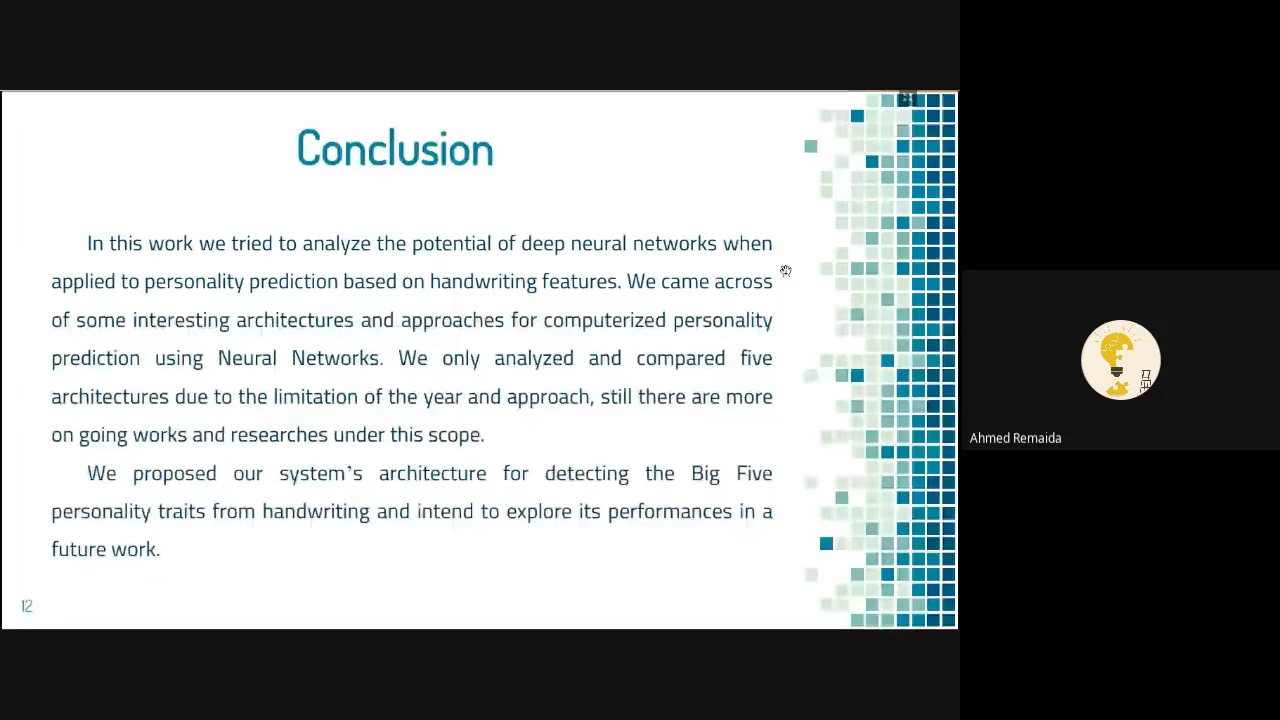 Conclusion
In this work we tried to analyze the potential of deep neural networks when
applied to personality prediction based on handwriting features. We came across
of some interesting architectures and approaches for computerized personality
prediction using Neural Networks. We only analyzed and compared five
architectures due to the limitation of the year and approach, still there are more
on going works and researches under this scope.
We proposed our system's architecture for detecting the Big Five
personality traits from handwriting and intend to explore its performances in a
future work.
12
Ahmed Remaida